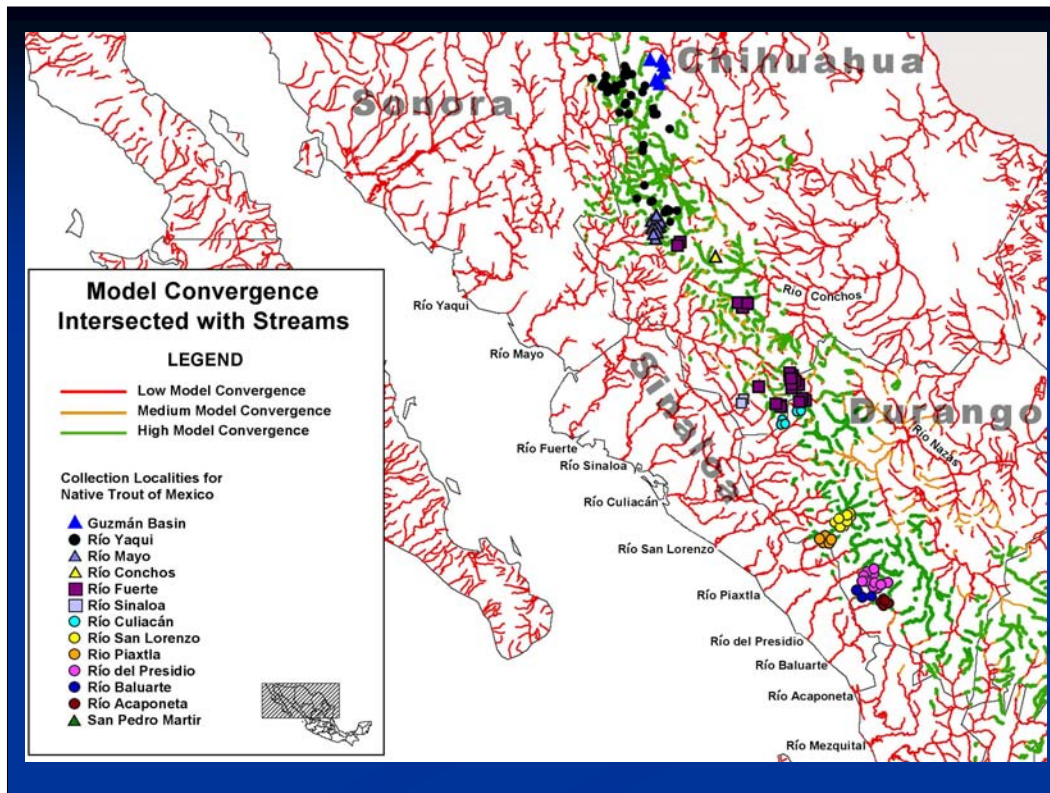 Chihuahua
Sonora
Model Convergence
Intersected with Streams
LEGEND
Low Model Convergence
Medium Model Convergence
High Model Convergence
Collection Localities for
Native Trout of Mexico
Guzmán Basin
Río Yaqui
Río Mayo
Río Conchos
Río Fuerte
Río Sinaloa
Río Culiacán
Río San Lorenzo
Rio Piaxtla
Río del Presidio
Río Baluarte
Río Acaponeta
San Pedro Martir
Río Yaqui
Río Conchos
Río Mayo
Sinaloa
Durango
Río Nazas
Río Fuerte
Río Sinaloa
Río Culiacán
Río San Lorenzo
Río Piaxtla
Río del Presidio
Río Baluarte
Río Acaponeta
Río Mezquital